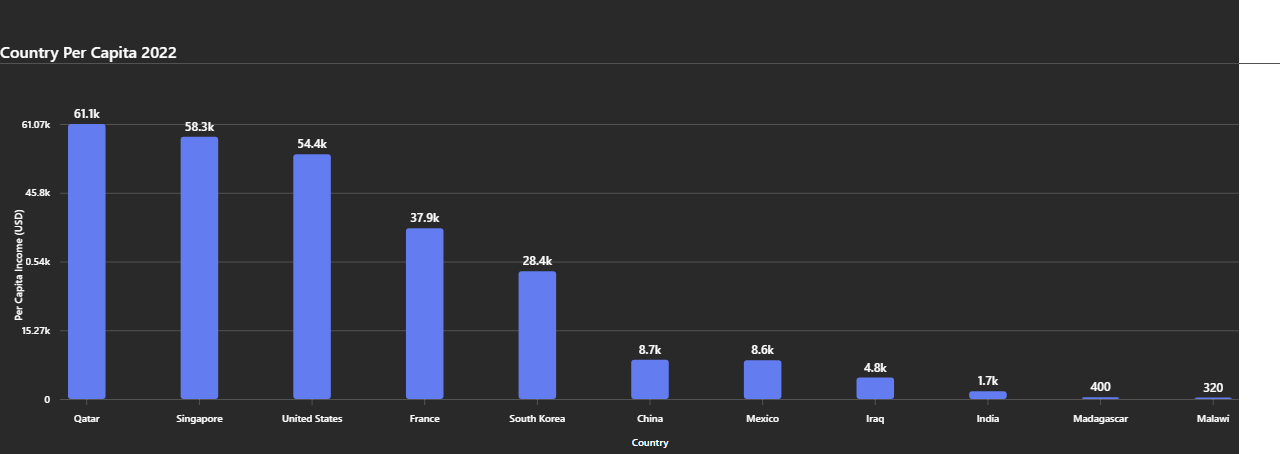 Country Per Capita 2022
61.1k
58.3k
54.4k
37.9k
28.4k
8.7k
8.6k
4.8k
1.7k
400
320
61.07k
45.8k
0.54k
15.27k
0
Per Capita Income (USD)
Qatar Singapore United States France South Korea China Mexico Iraq India Madagascar Malawi
Country